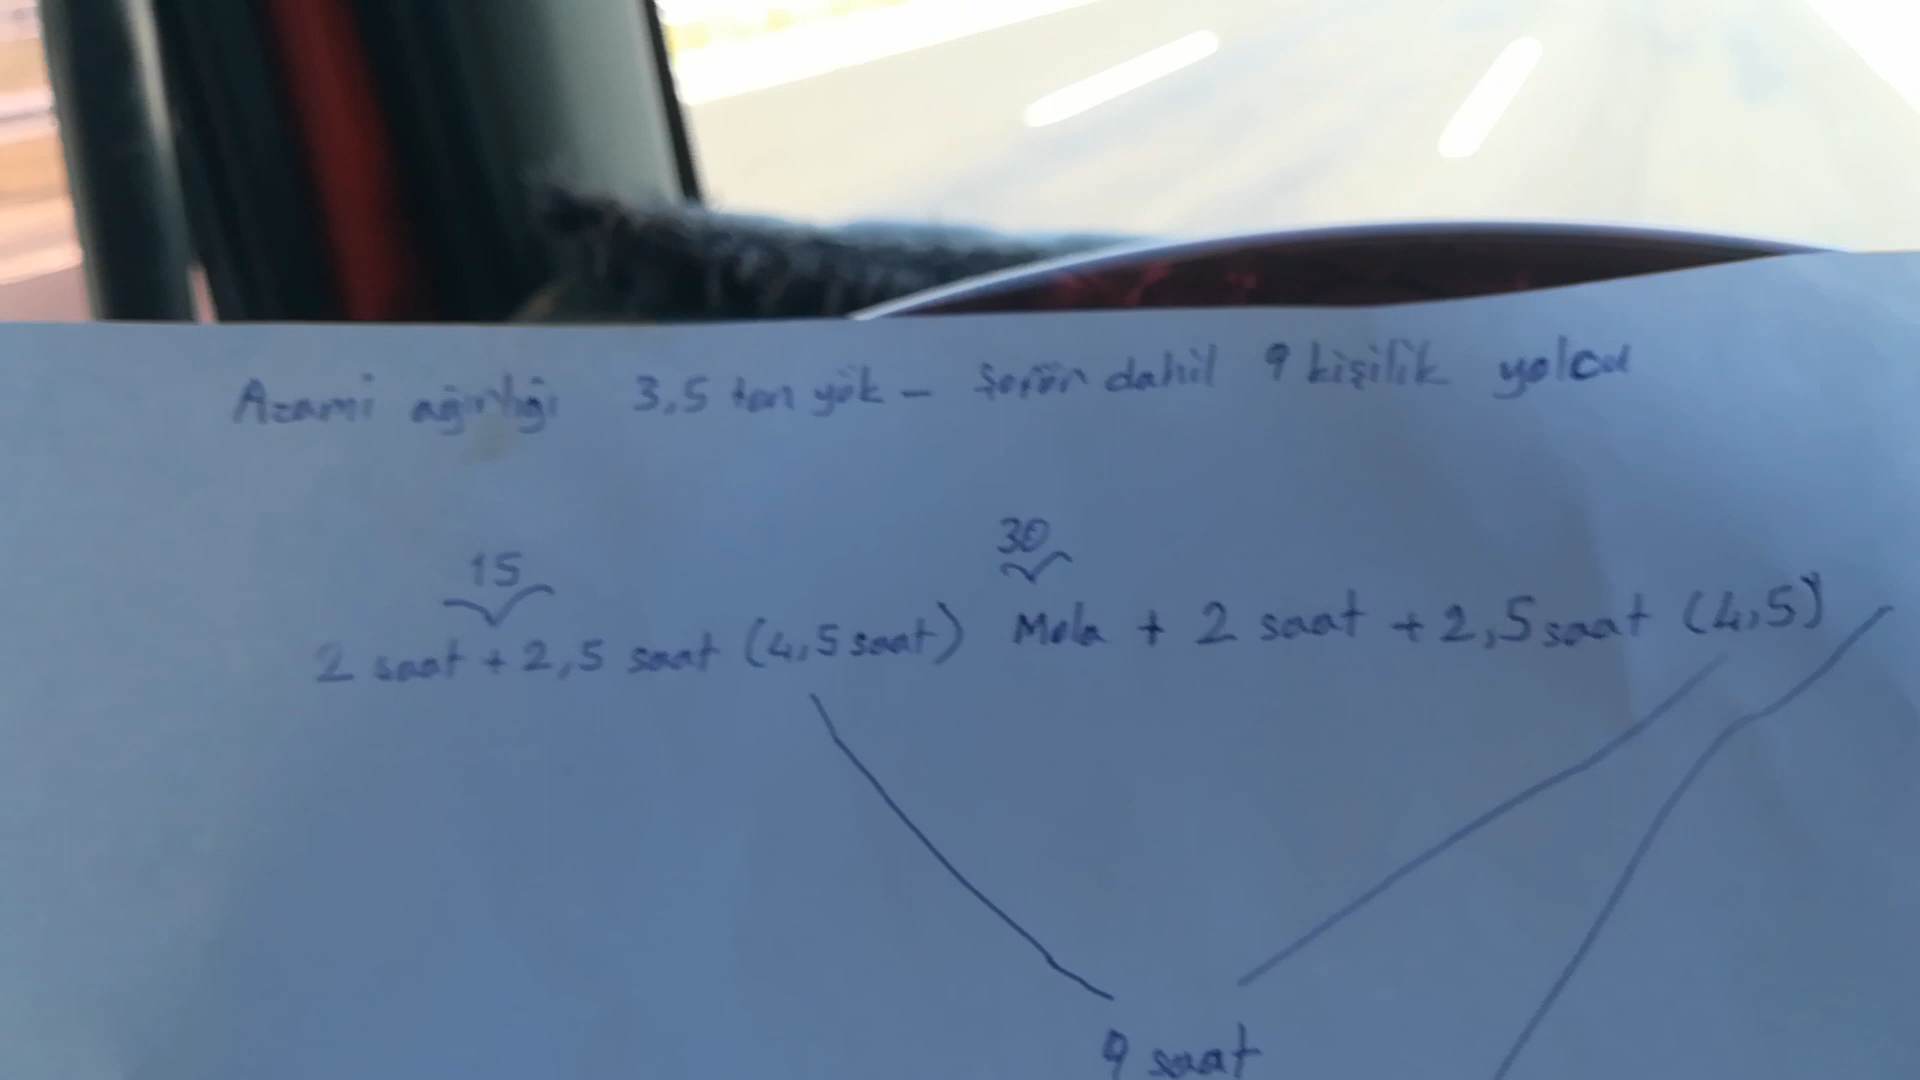 Azami ağırlığı 3,5 ton yük - Şoför dahil 9 kişilik yolcu
15 30
2 saat + 2,5 saat (4,5 saat) Mola + 2 saat + 2,5 saat (4,5)
9 saat